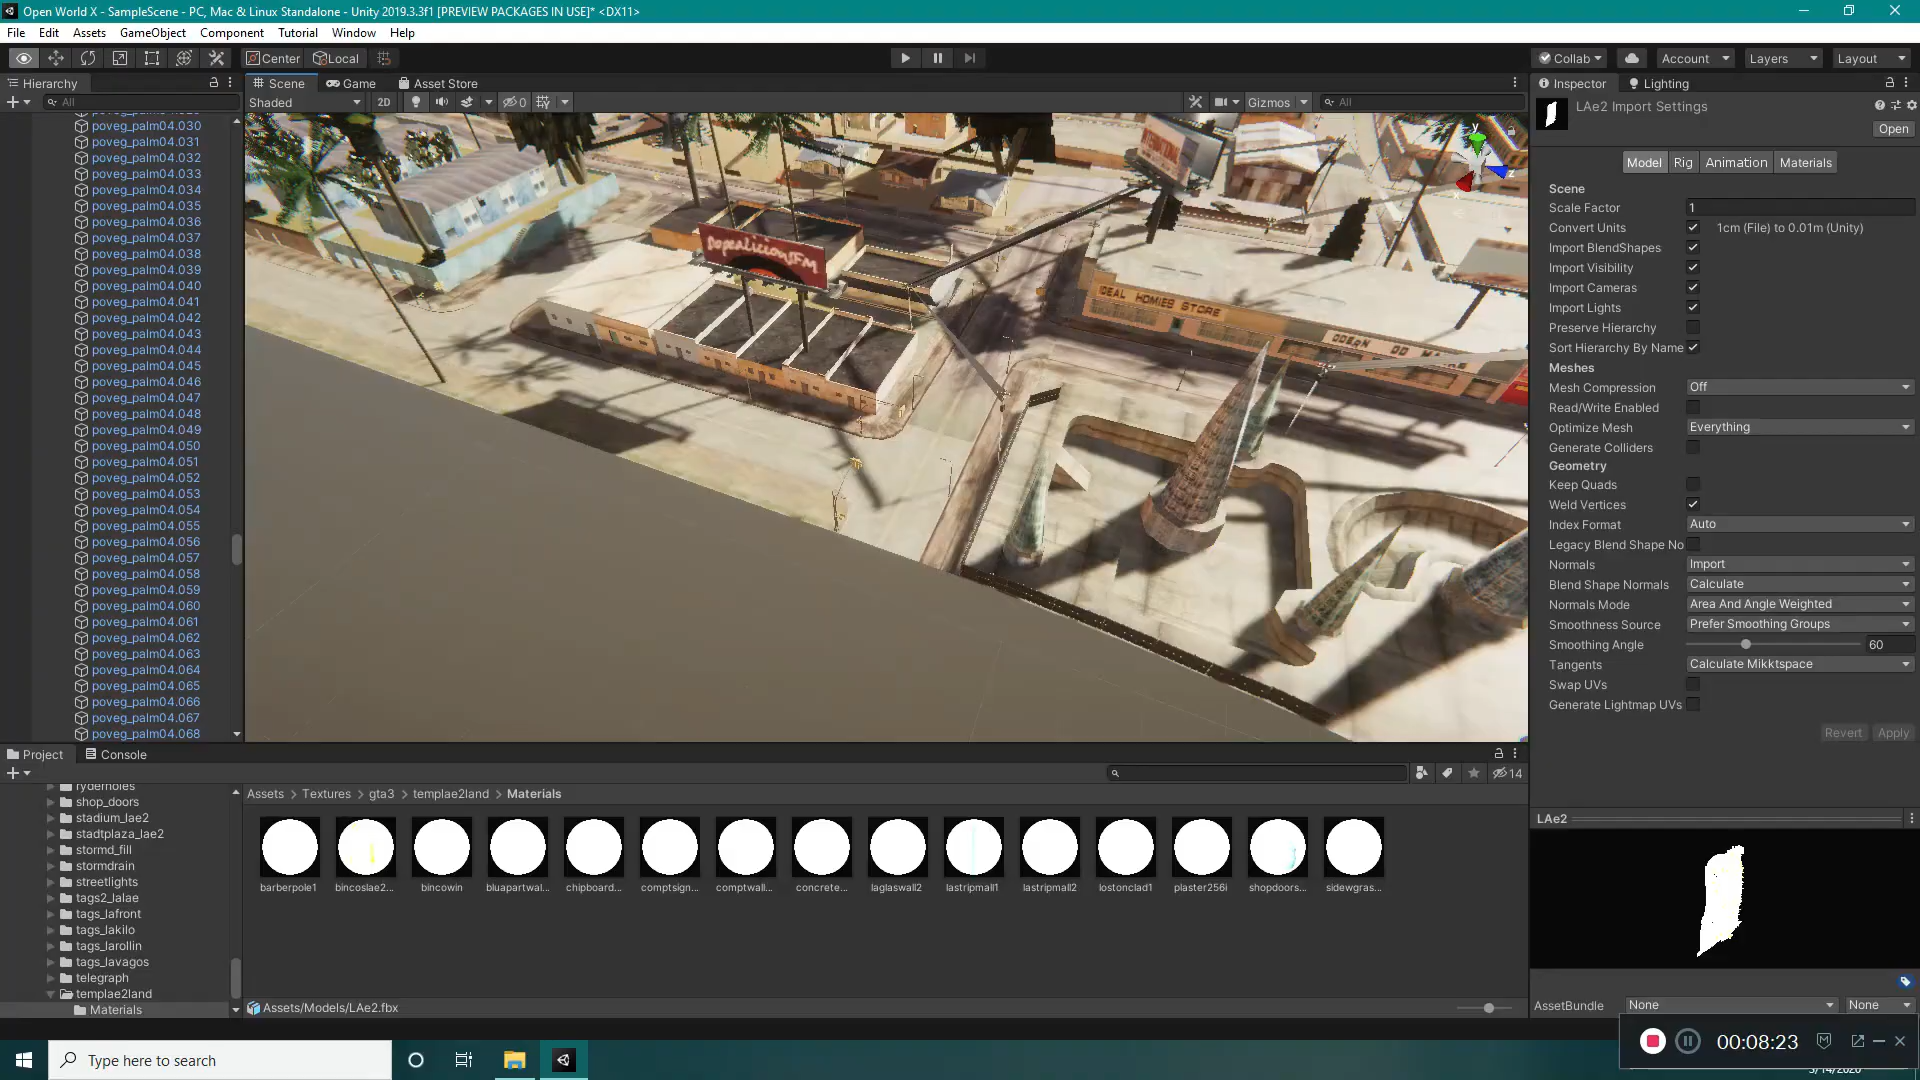 Open World X - SampleScene - PC, Mac & Linux Standalone - Unity 2019.3.3f1 [PREVIEW PACKAGES IN USE]* <DX11>
File Edit Assets GameObject Component Tutorial Window Help
Center Local
Collab Account Layers Layout
Hierarchy
All
Scene Game Asset Store
Shaded 2D 0 Gizmos All
poveg_palm04.030
poveg_palm04.031
poveg_palm04.032
poveg_palm04.033
poveg_palm04.034
poveg_palm04.035
poveg_palm04.036
poveg_palm04.037
poveg_palm04.038
poveg_palm04.039
poveg_palm04.040
poveg_palm04.041
poveg_palm04.042
poveg_palm04.043
poveg_palm04.044
poveg_palm04.045
poveg_palm04.046
poveg_palm04.047
poveg_palm04.048
poveg_palm04.049
poveg_palm04.050
poveg_palm04.051
poveg_palm04.052
poveg_palm04.053
poveg_palm04.054
poveg_palm04.055
poveg_palm04.056
poveg_palm04.057
poveg_palm04.058
poveg_palm04.059
poveg_palm04.060
poveg_palm04.061
poveg_palm04.062
poveg_palm04.063
poveg_palm04.064
poveg_palm04.065
poveg_palm04.066
poveg_palm04.067
poveg_palm04.068
y
z
IDEAL HOMIES STORE
Inspector Lighting
LAe2 Import Settings
Open
Model Rig Animation Materials
Scene
Scale Factor 1
Convert Units 1cm (File) to 0.01m (Unity)
Import BlendShapes
Import Visibility
Import Cameras
Import Lights
Preserve Hierarchy
Sort Hierarchy By Name
Meshes
Mesh Compression Off
Read/Write Enabled
Optimize Mesh Everything
Generate Colliders
Geometry
Keep Quads
Weld Vertices
Index Format Auto
Legacy Blend Shape No
Normals Import
Blend Shape Normals Calculate
Normals Mode Area And Angle Weighted
Smoothness Source Prefer Smoothing Groups
Smoothing Angle 60
Tangents Calculate Mikktspace
Swap UVs
Generate Lightmap UVs
Revert Apply
Project Console
14
ryderholes
shop_doors
stadium_lae2
stadtplaza_lae2
stormd_fill
stormdrain
streetlights
tags2_lalae
tags_lafront
tags_lakilo
tags_larollin
tags_lavagos
telegraph
templae2land
Materials
Assets > Textures > gta3 > templae2land > Materials
barberpole1 bincoslae2... bincowin bluapartwal... chipboard... comptsign... comptwall... concrete... laglaswall2 lastripmall1 lastripmall2 lostonclad1 plaster256i shopdoors... sidewgras...
Assets/Models/LAe2.fbx
LAe2
AssetBundle None None
Type here to search
00:08:23